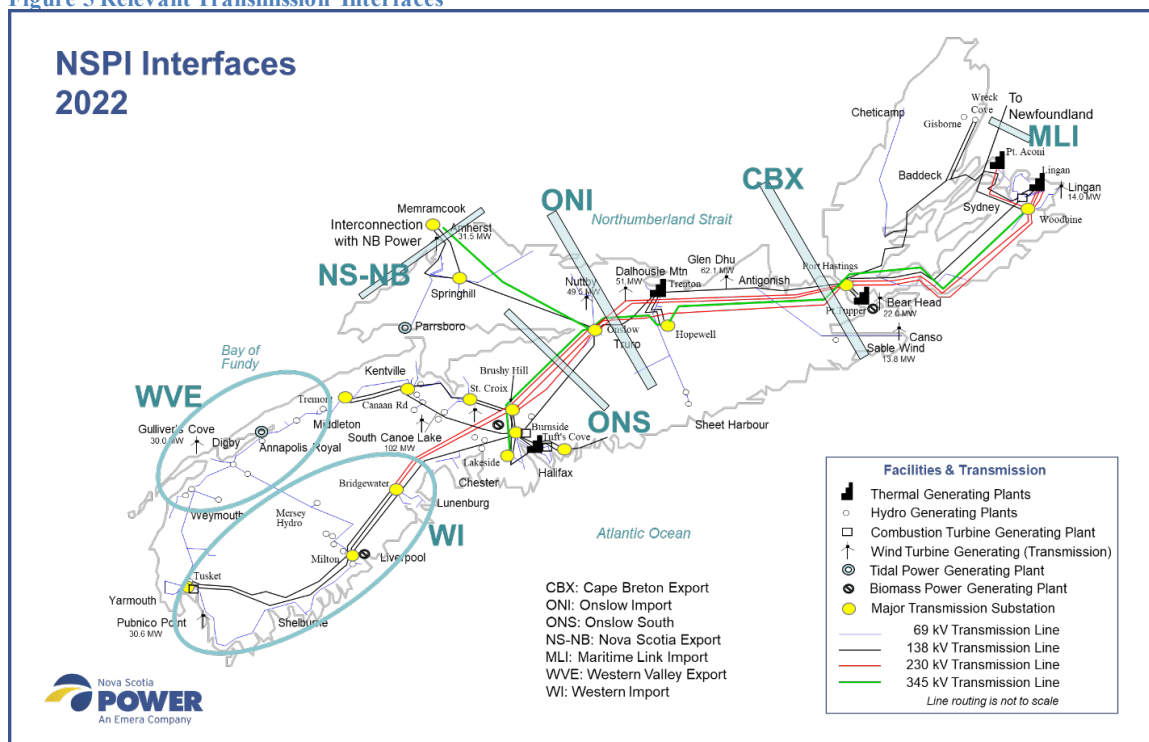 Figure 5 Relevant Transmission Interfaces
NSPI Interfaces
2022
Cheticamp
Wreck
Cove
Gisborne
To
Newfoundland
MLI
Pt. Aconi
Lingan
Lingan
14.0 MW
Baddeck
Sydney
Woodbine
CBX
ONI
Northumberland Strait
Memramcook
Interconnection
with NB Power
Amherst
31.5 MW
NS-NB
Springhill
Nuttby
49.5 MW
Dalhousie Mtn
51 MW
Trenton
Glen Dhu
62.1 MW
Antigonish
Port Hastings
Pt. Tupper
Bear Head
22.0 MW
Canso
Sable Wind
13.8 MW
Parrsboro
Onslow
Truro
Hopewell
Bay of
Fundy
Kentville
St. Croix
Brushy Hill
WVE
Tremont
Canaan Rd
Middleton
ONS
Burnside
Tuft's Cove
Sheet Harbour
Gulliver's Cove
30.0 MW
Digby
Annapolis Royal
South Canoe Lake
102 MW
Lakeside
Halifax
Chester
Bridgewater
Lunenburg
Weymouth
Mersey
Hydro
WI
Milton
Liverpool
Atlantic Ocean
Tusket
Yarmouth
Pubnico Point
30.6 MW
Shelburne
CBX: Cape Breton Export
ONI: Onslow Import
ONS: Onslow South
NS-NB: Nova Scotia Export
MLI: Maritime Link Import
WVE: Western Valley Export
WI: Western Import
Facilities & Transmission
Thermal Generating Plants
Hydro Generating Plants
Combustion Turbine Generating Plant
Wind Turbine Generating (Transmission)
Tidal Power Generating Plant
Biomass Power Generating Plant
Major Transmission Substation
69 kV Transmission Line
138 kV Transmission Line
230 kV Transmission Line
345 kV Transmission Line
Line routing is not to scale
Nova Scotia
POWER
An Emera Company